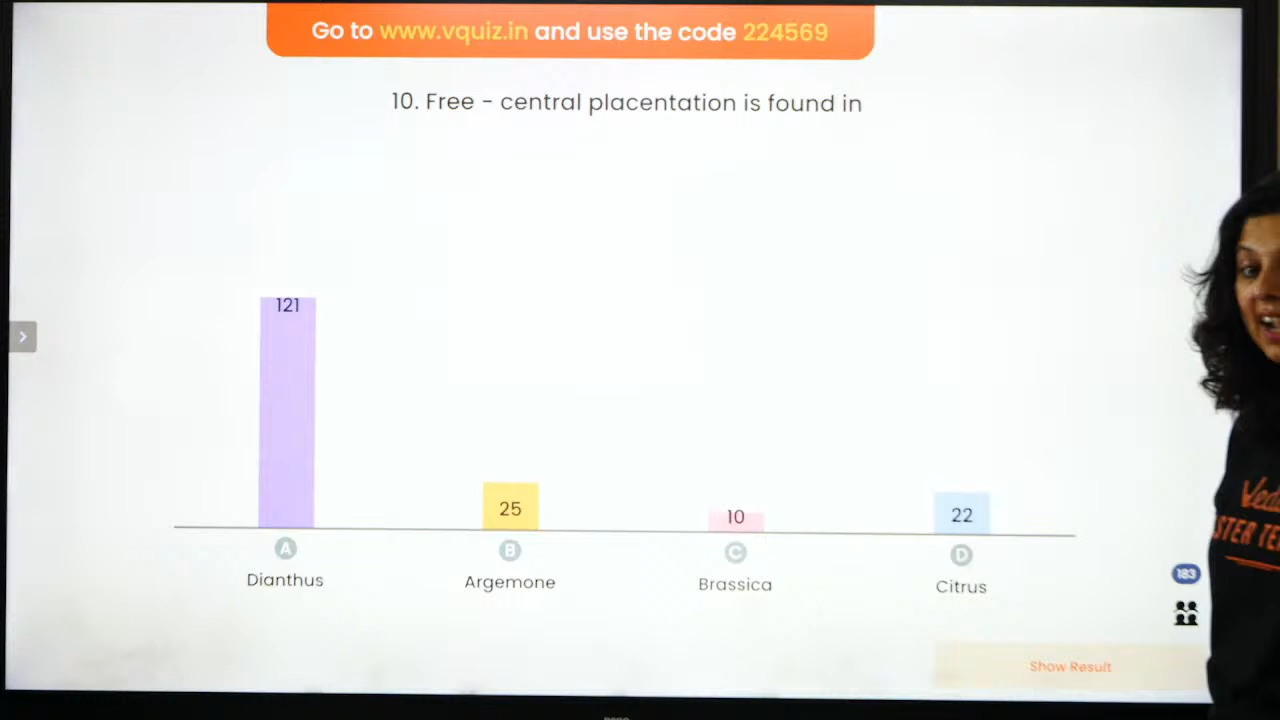 Go to www.vquiz.in and use the code 224569
10. Free - central placentation is found in
121
25
10
22
A
B
C
D
Dianthus
Argemone
Brassica
Citrus
183
Show Result